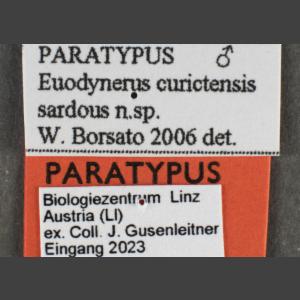 PARATYPUS ♂
Euodynerus curictensis
sardous n.sp.
W. Borsato 2006 det.
PARATYPUS
Biologiezentrum Linz
Austria (LI)
ex. Coll. J. Gusenleitner
Eingang 2023